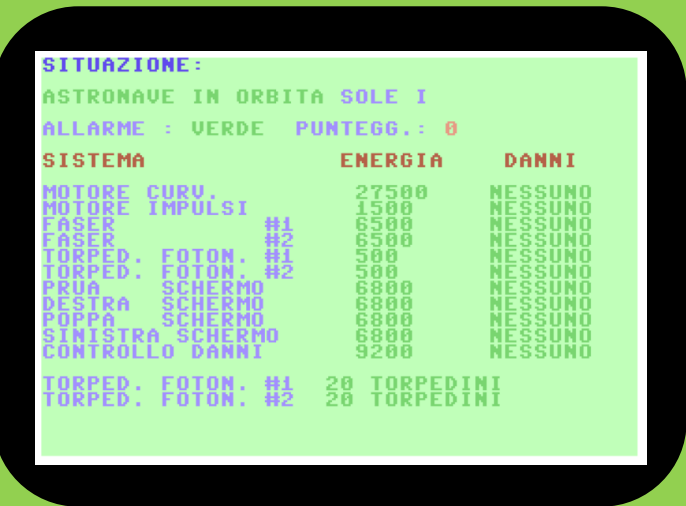 SITUAZIONE:
ASTRONAVE IN ORBITA SOLE I
ALLARME : VERDE PUNTEGG.: 0
SISTEMA ENERGIA DANNI
MOTORE CURV. 27500 NESSUNO
MOTORE IMPULSI 1500 NESSUNO
FASER #1 6500 NESSUNO
FASER #2 6500 NESSUNO
TORPED. FOTON. #1 500 NESSUNO
TORPED. FOTON. #2 500 NESSUNO
PRUA SCHERMO 6800 NESSUNO
DESTRA SCHERMO 6800 NESSUNO
POPPA SCHERMO 6800 NESSUNO
SINISTRA SCHERMO 6800 NESSUNO
CONTROLLO DANNI 9200 NESSUNO
TORPED. FOTON. #1 20 TORPEDINI
TORPED. FOTON. #2 20 TORPEDINI